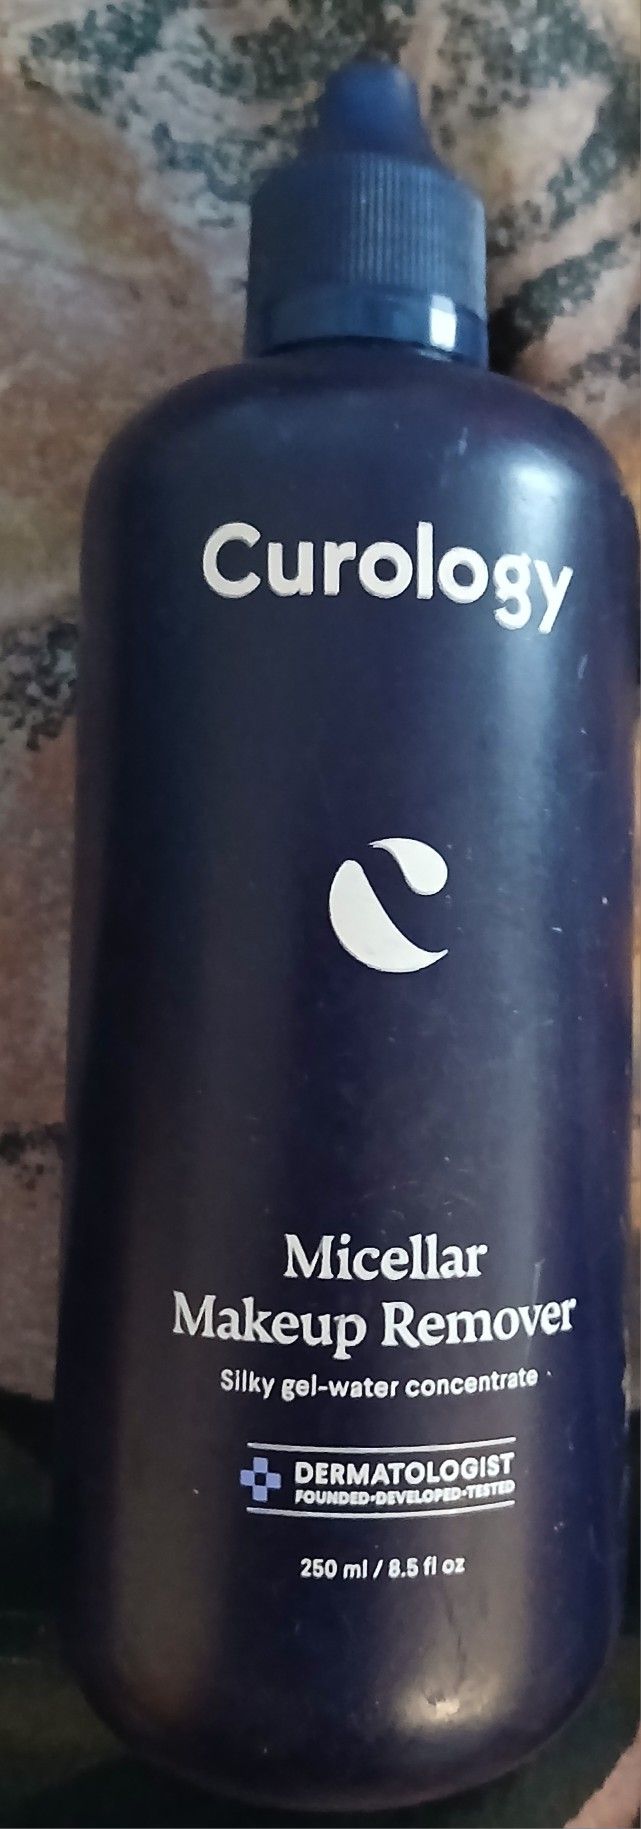 Curology
Micellar
Makeup Remover
Silky gel-water concentrate
DERMATOLOGIST
FOUNDED•DEVELOPED•TESTED
250 ml / 8.5 fl oz